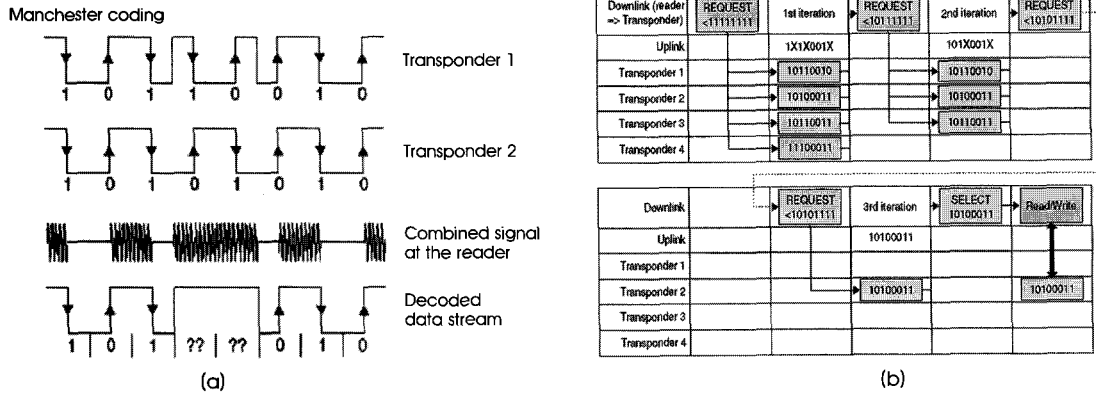 Manchester coding
Transponder 1
1 0 1 1 0 0 1 0
Transponder 2
1 0 1 0 1 0 1 0
Combined signal
at the reader
Decoded
data stream
1 0 1 ?? ?? 0 1 0
(a)
Downlink (reader
=> Transponder)
REQUEST
<11111111
1st iteration
REQUEST
<10111111
2nd iteration
REQUEST
<10101111
Uplink
1X1X001X
101X001X
Transponder 1
10110010
10110010
Transponder 2
10100011
10100011
Transponder 3
10110011
10110011
Transponder 4
11100011
Downlink
REQUEST
<10101111
3rd iteration
SELECT
10100011
Read/Write
Uplink
10100011
Transponder 1
Transponder 2
10100011
10100011
Transponder 3
Transponder 4
(b)